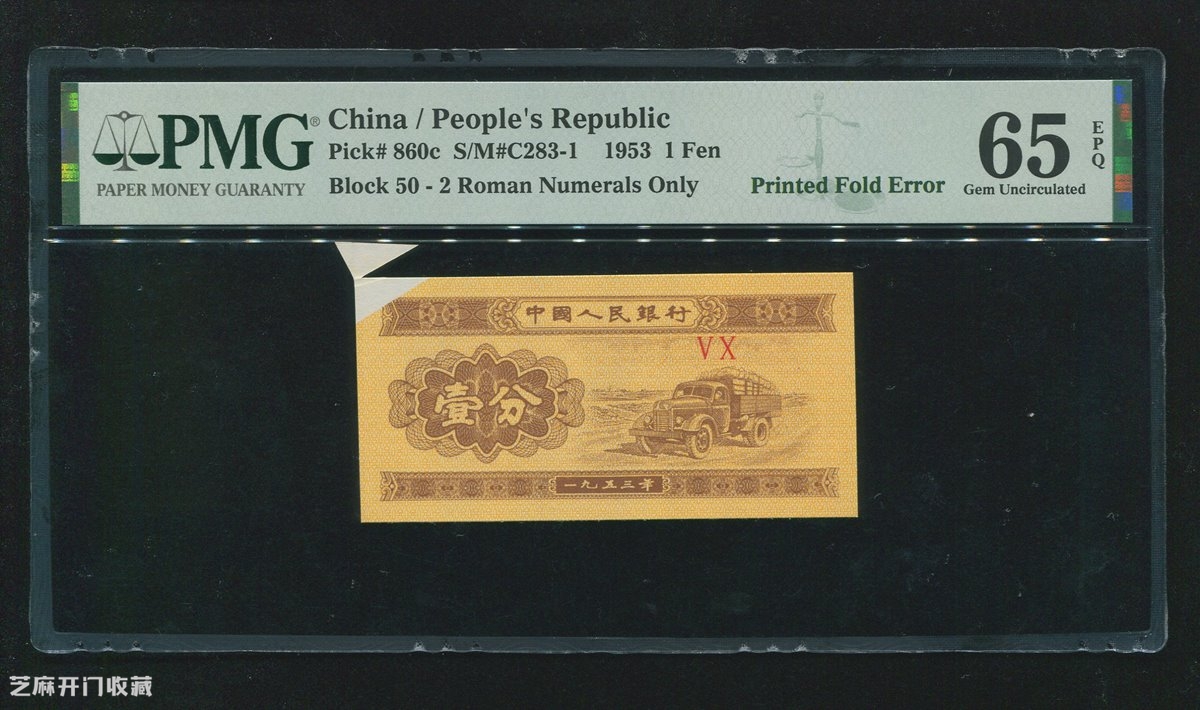 PMG®
PAPER MONEY GUARANTY
China / People's Republic
Pick# 860c S/M#C283-1 1953 1 Fen
Block 50 - 2 Roman Numerals Only
Printed Fold Error
65
EPQ
Gem Uncirculated
中國人民銀行
VX
壹分
一九五三年
芝麻开门收藏